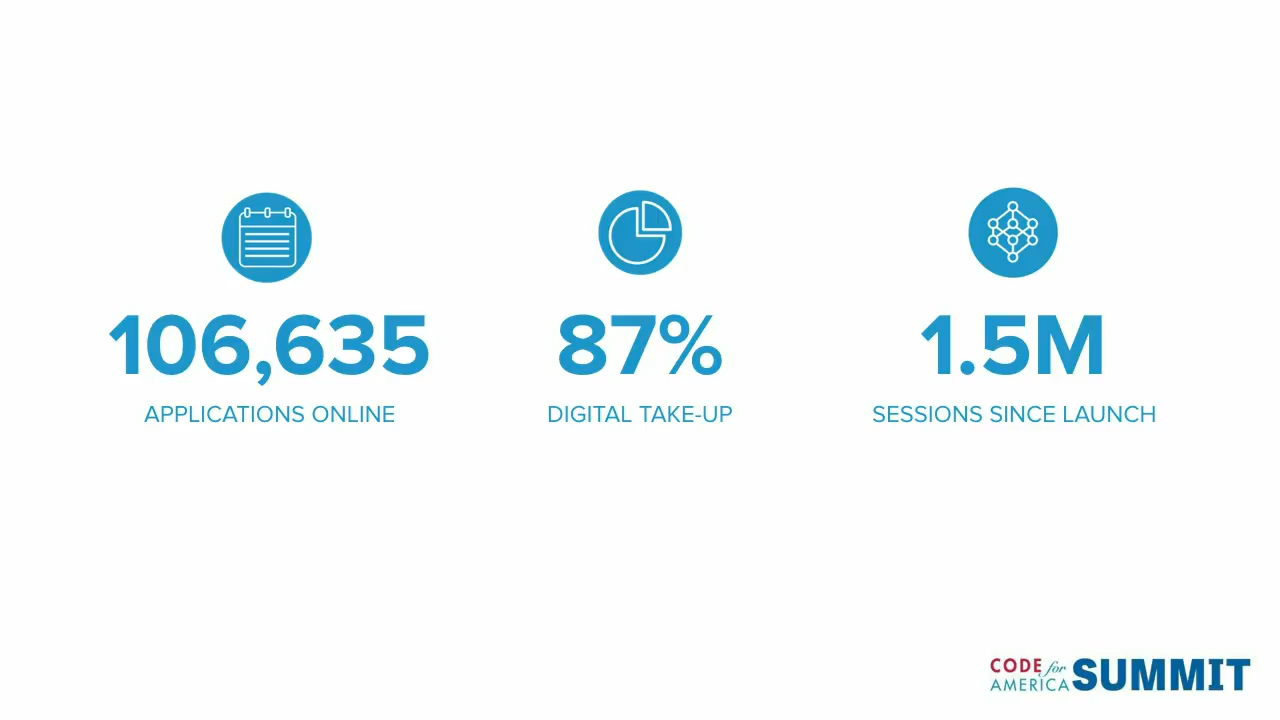 106,635
APPLICATIONS ONLINE
87%
DIGITAL TAKE-UP
1.5M
SESSIONS SINCE LAUNCH
CODE for
AMERICA
SUMMIT